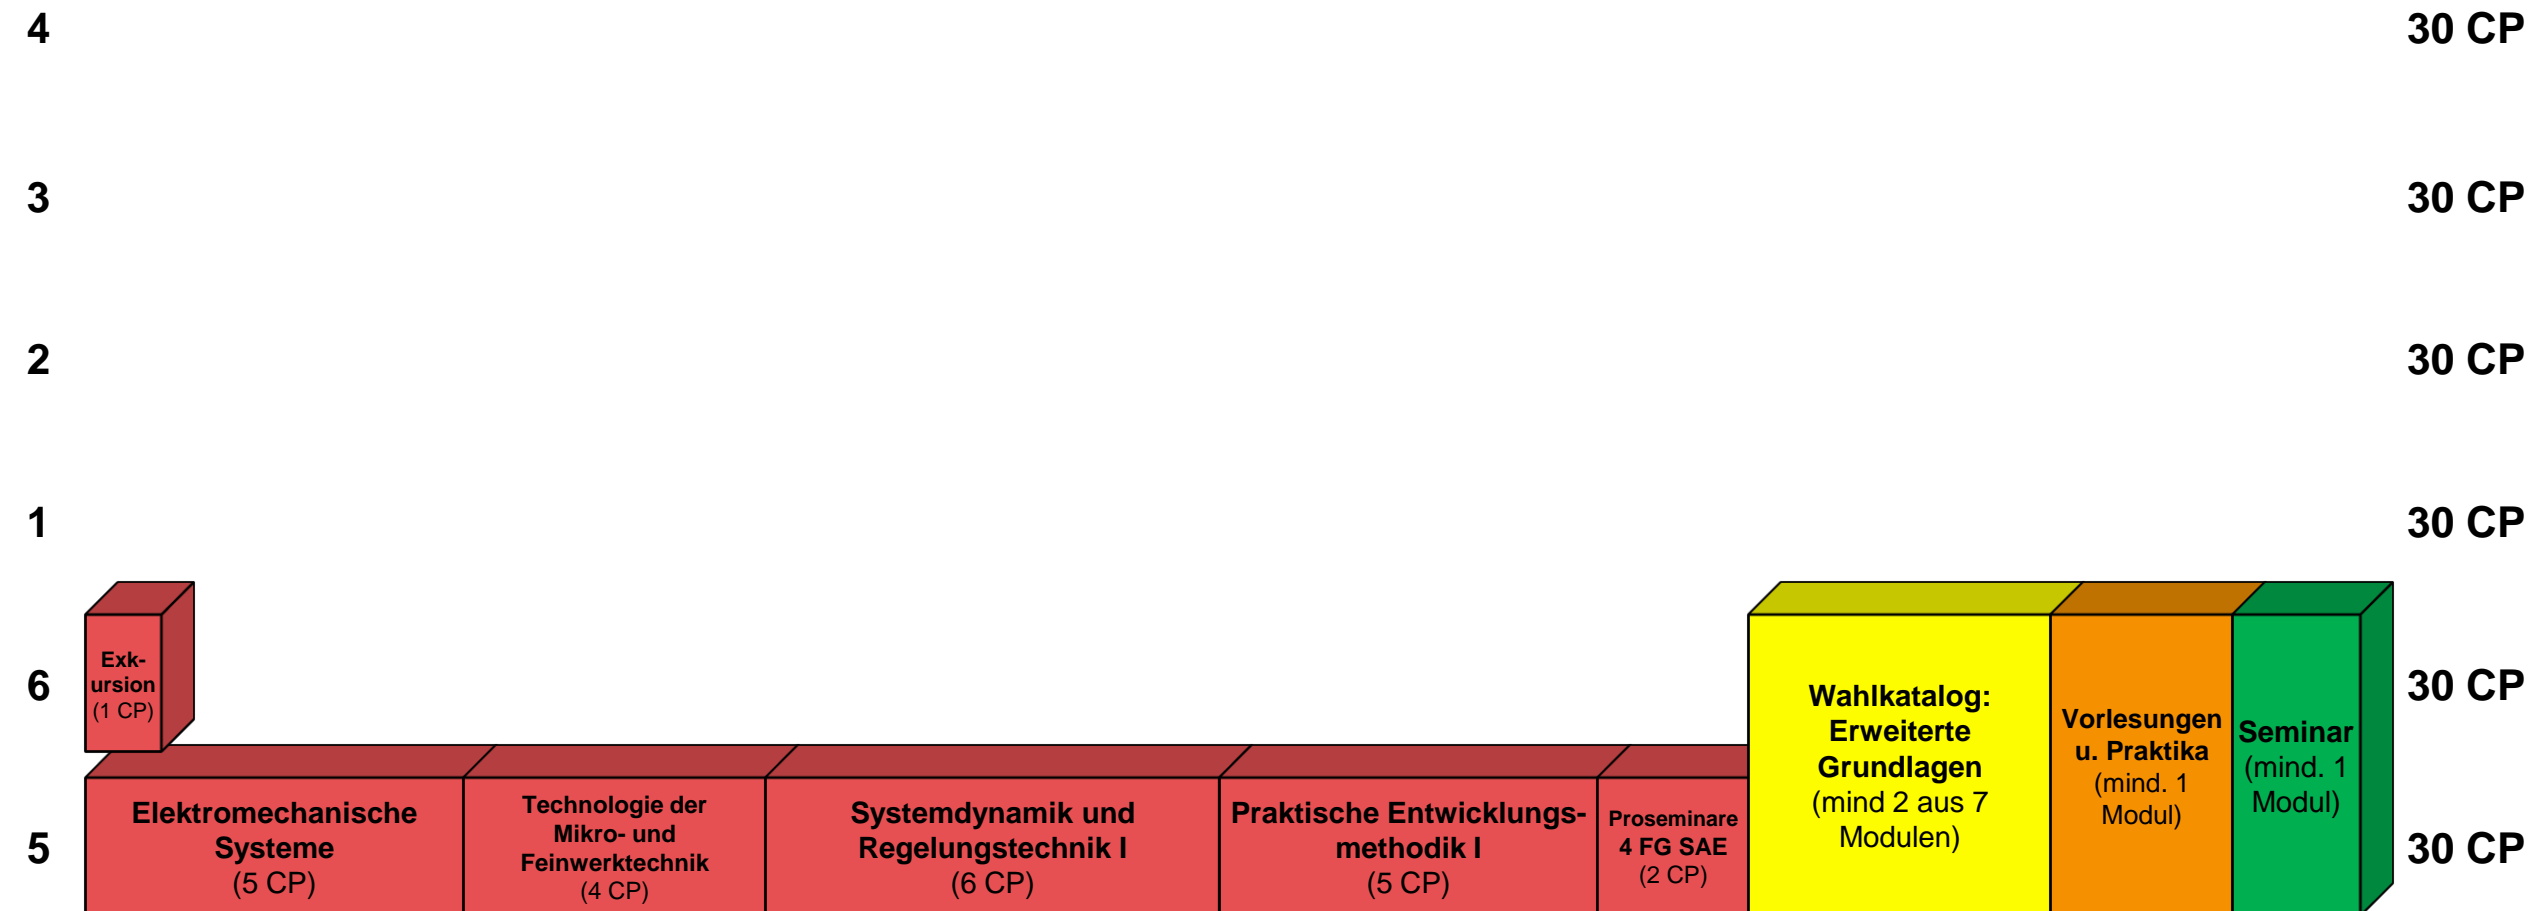 4
30 CP
3
30 CP
2
30 CP
1
30 CP
6
Exk-
ursion
(1 CP)
Wahlkatalog:
Erweiterte
Grundlagen
(mind 2 aus 7
Modulen)
Vorlesungen
u. Praktika
(mind. 1
Modul)
Seminar
(mind. 1
Modul)
30 CP
5
Elektromechanische
Systeme
(5 CP)
Technologie der
Mikro- und
Feinwerktechnik
(4 CP)
Systemdynamik und
Regelungstechnik I
(6 CP)
Praktische Entwicklungs-
methodik I
(5 CP)
Proseminare
4 FG SAE
(2 CP)
30 CP